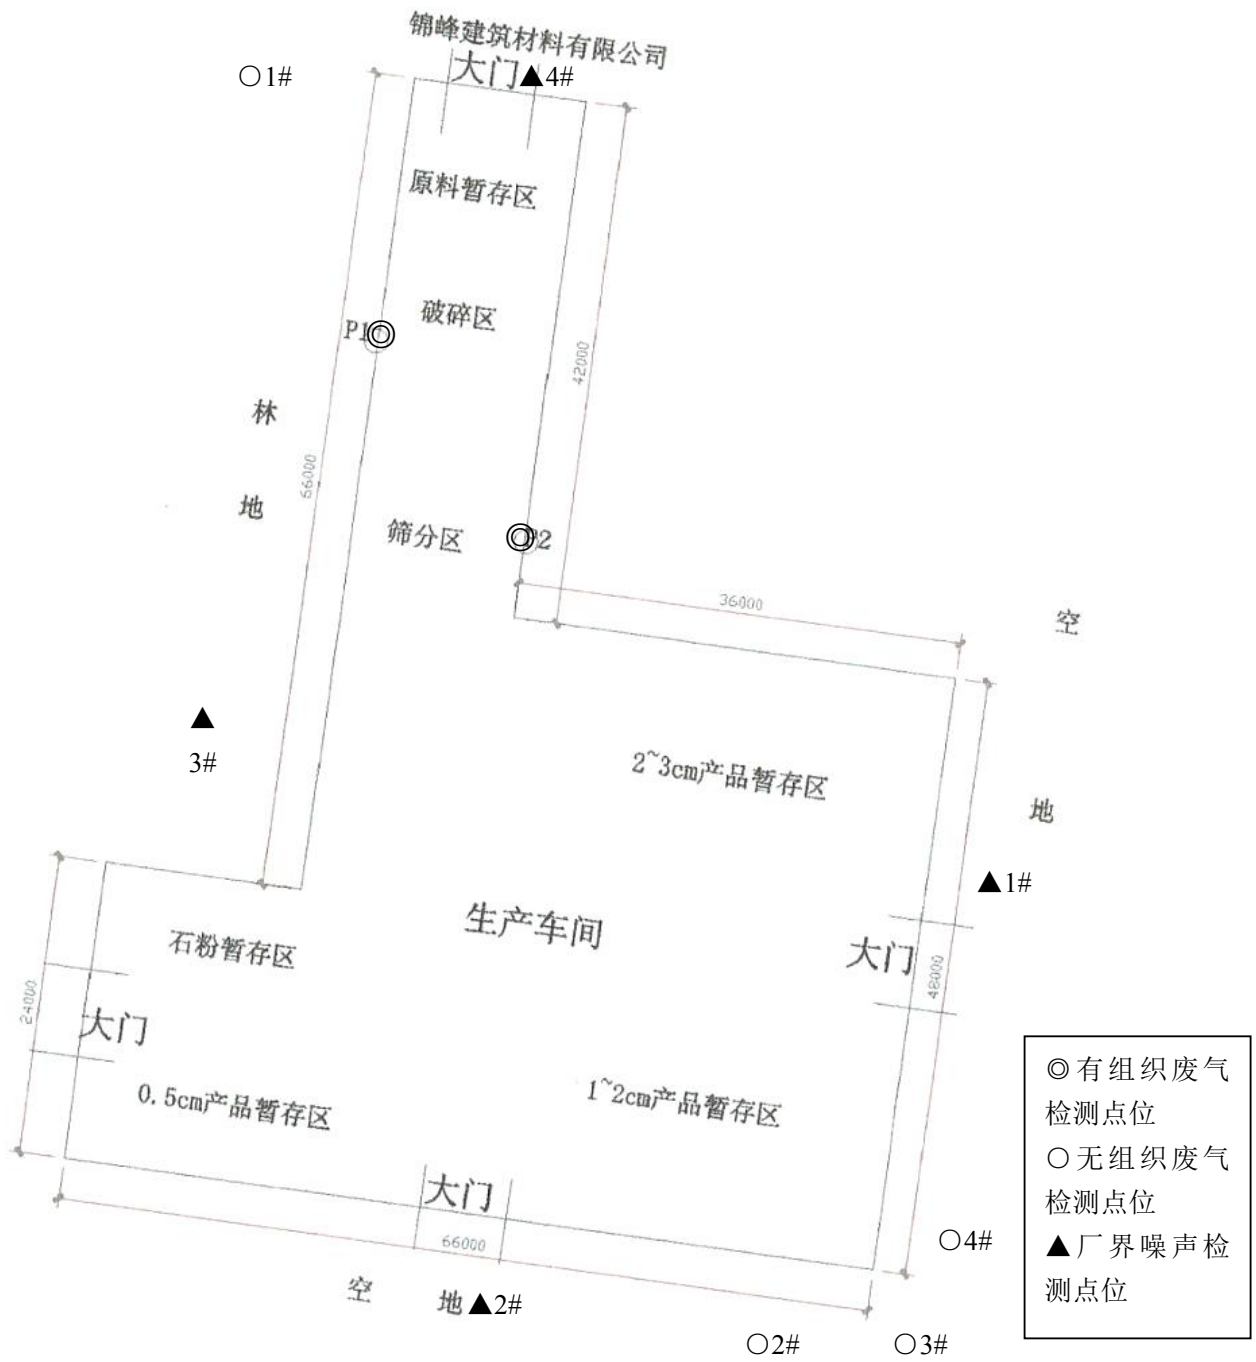 锦峰建筑材料有限公司
○1#
大门▲4#
原料暂存区
破碎区
P1
42000
林
地
66000
筛分区
P2
36000
空
地
▲
3#
2~3cm产品暂存区
▲1#
生产车间
石粉暂存区
大门
48000
24000
大门
0.5cm产品暂存区
1~2cm产品暂存区
大门
66000
○4#
空 地▲2#
○2# ○3#
◎有组织废气
检测点位
○无组织废气
检测点位
▲厂界噪声检
测点位